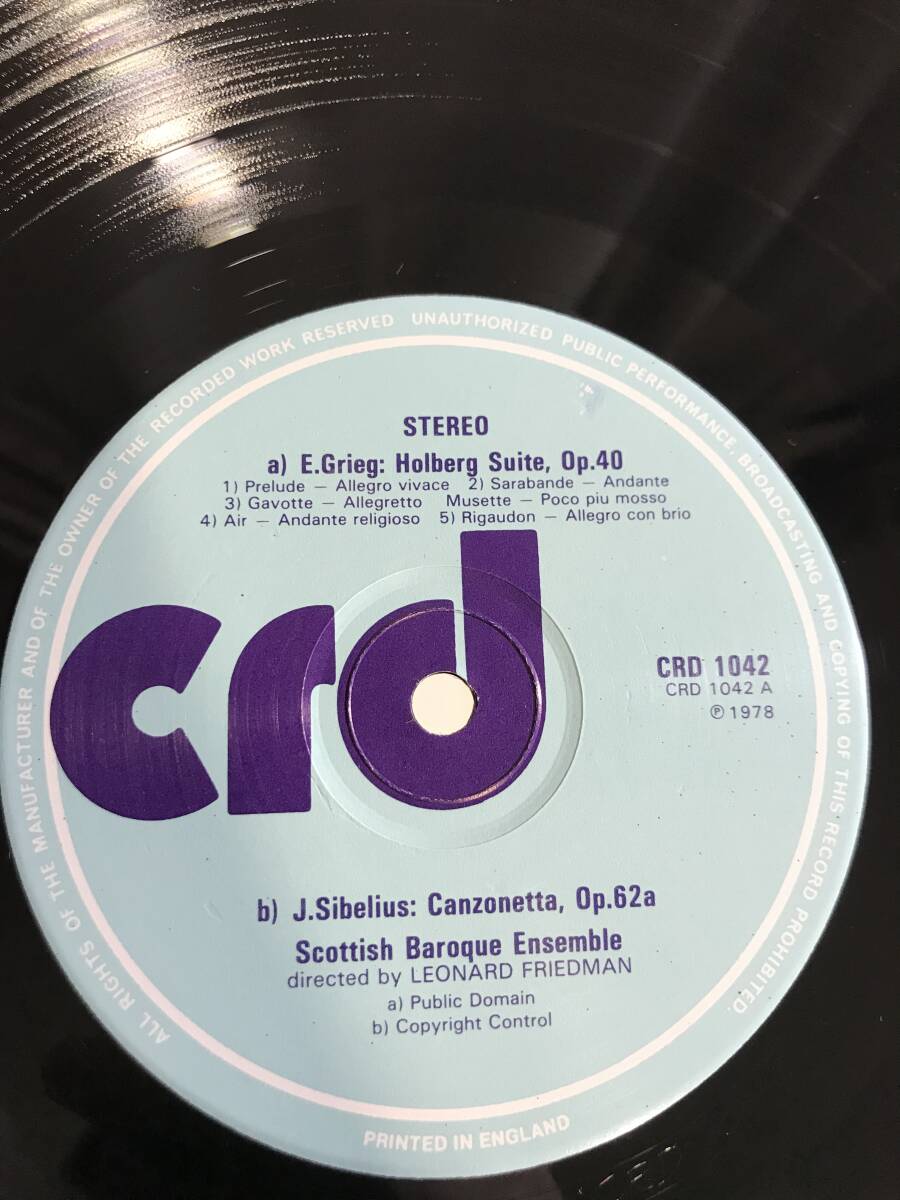 ALL RIGHTS OF THE MANUFACTURER AND OF THE OWNER OF THE RECORDED WORK RESERVED UNAUTHORIZED PUBLIC PERFORMANCE, BROADCASTING AND COPYING OF THIS RECORD PROHIBITED.
STEREO
a) E.Grieg: Holberg Suite, Op.40
1) Prelude – Allegro vivace 2) Sarabande – Andante
3) Gavotte – Allegretto Musette – Poco piu mosso
4) Air – Andante religioso 5) Rigaudon – Allegro con brio
crd
CRD 1042
CRD 1042 A
℗ 1978
b) J.Sibelius: Canzonetta, Op.62a
Scottish Baroque Ensemble
directed by LEONARD FRIEDMAN
a) Public Domain
b) Copyright Control
PRINTED IN ENGLAND